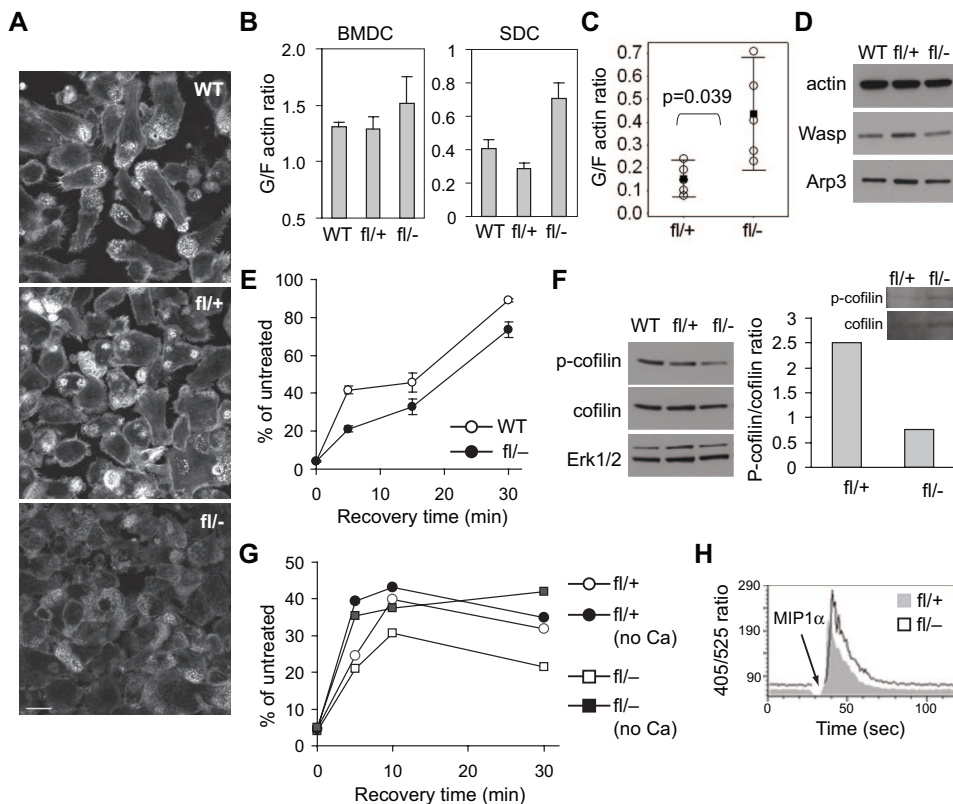 A
WT
fl/+
fl/-
B
BMDC
SDC
G/F actin ratio
2.0
1.5
1.0
0.5
WT fl/+ fl/-
1
0.8
0.6
0.4
0.2
0
WT fl/+ fl/-
C
G/F actin ratio
0.7
0.6
0.5
0.4
0.3
0.2
0.1
0.0
p=0.039
fl/+ fl/-
D
WT fl/+ fl/-
actin
Wasp
Arp3
E
% of untreated
100
80
60
40
20
0
WT
fl/–
0 10 20 30
Recovery time (min)
F
WT fl/+ fl/-
p-cofilin
cofilin
Erk1/2
fl/+ fl/-
p-cofilin
cofilin
P-cofilin/cofilin ratio
3
2.5
2
1.5
1
0.5
0
fl/+ fl/-
G
% of untreated
50
40
30
20
10
0
0 10 20 30
Recovery time (min)
fl/+
fl/+
(no Ca)
fl/–
fl/–
(no Ca)
H
405/525 ratio
290
190
90
MIP1α
fl/+
fl/–
0 50 100
Time (sec)